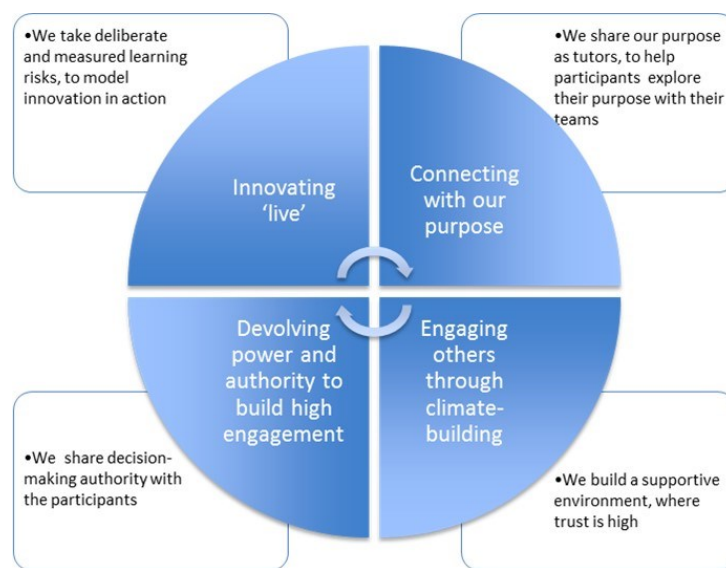 •We take deliberate
and measured learning
risks, to model
innovation in action
•We share our purpose
as tutors, to help
participants explore
their purpose with their
teams
Innovating
‘live’
Connecting
with our
purpose
Devolving
power and
authority to
build high
engagement
Engaging
others
through
climate-
building
•We share decision-
making authority with
the participants
•We build a supportive
environment, where
trust is high